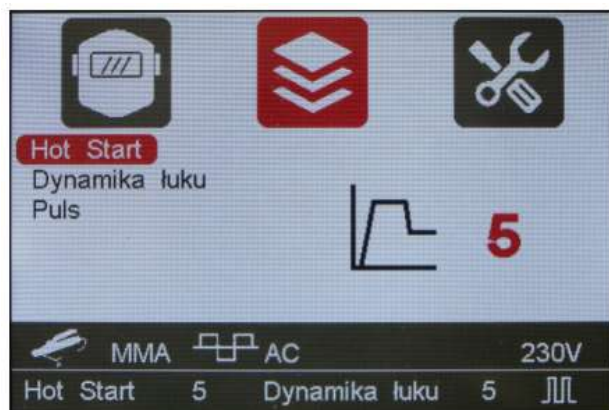 Hot Start
Dynamika łuku
Puls
5
MMA AC 230V
Hot Start 5 Dynamika łuku 5